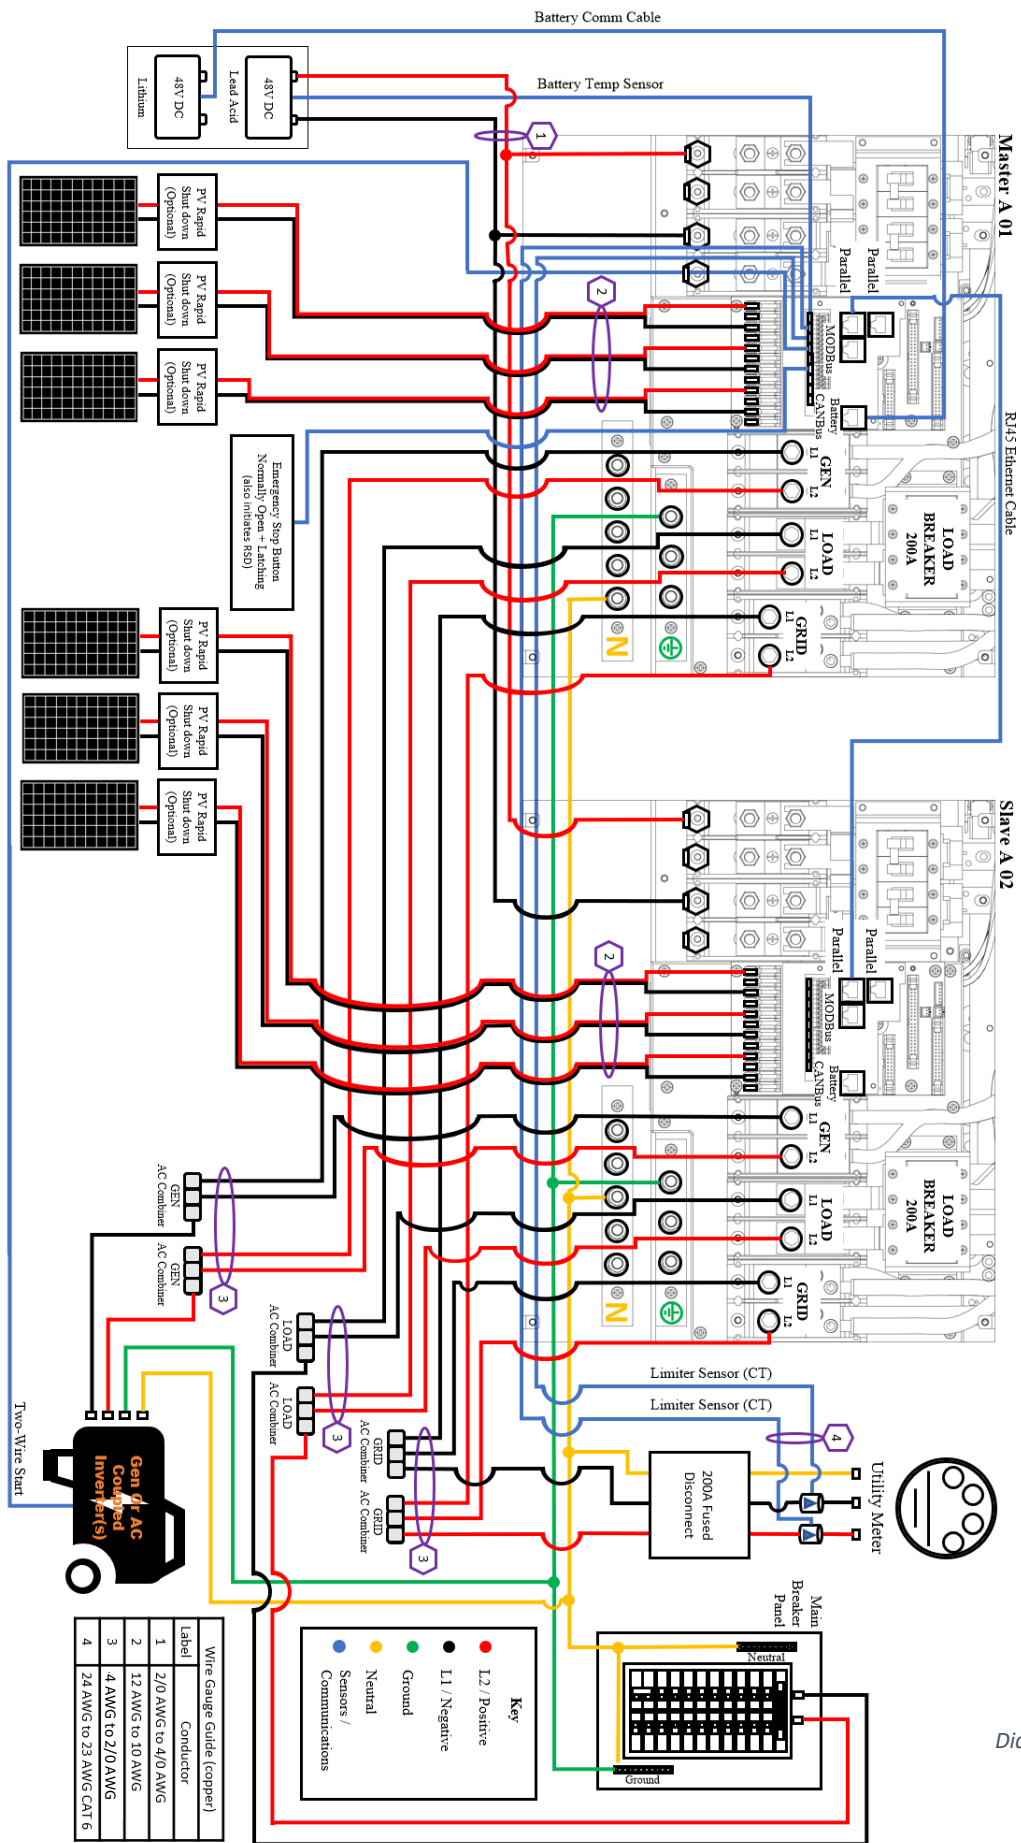 Battery Comm Cable
Battery Temp Sensor
48V DC
Lithium
48V DC
Lead Acid
1
Master A 01
Parallel
Parallel
MODBus
Battery
CANBus
RJ45 Ethernet Cable
PV Rapid
Shut down
(Optional)
PV Rapid
Shut down
(Optional)
PV Rapid
Shut down
(Optional)
2
Emergency Stop Button
Normally Open + Latching
(also initiates RSD)
L1
GEN
L2
L1
LOAD
L2
L1
GRID
L2
LOAD
BREAKER
200A
N
PV Rapid
Shut down
(Optional)
PV Rapid
Shut down
(Optional)
PV Rapid
Shut down
(Optional)
Slave A 02
Parallel
Parallel
MODBus
Battery
CANBus
2
L1
GEN
L2
L1
LOAD
L2
L1
GRID
L2
LOAD
BREAKER
200A
N
GEN
AC Combiner
GEN
AC Combiner
3
LOAD
AC Combiner
LOAD
AC Combiner
3
GRID
AC Combiner
GRID
AC Combiner
3
Limiter Sensor (CT)
Limiter Sensor (CT)
4
Utility Meter
200A Fused
Disconnect
Two-Wire Start
Gen Or AC
Coupled
Inverter(s)
Main
Breaker
Panel
Neutral
Ground
Key
L2 / Positive
L1 / Negative
Ground
Neutral
Sensors /
Communications
Wire Gauge Guide (copper)
Label Conductor
1 2/0 AWG to 4/0 AWG
2 12 AWG to 10 AWG
3 4 AWG to 2/0 AWG
4 24 AWG to 23 AWG CAT 6